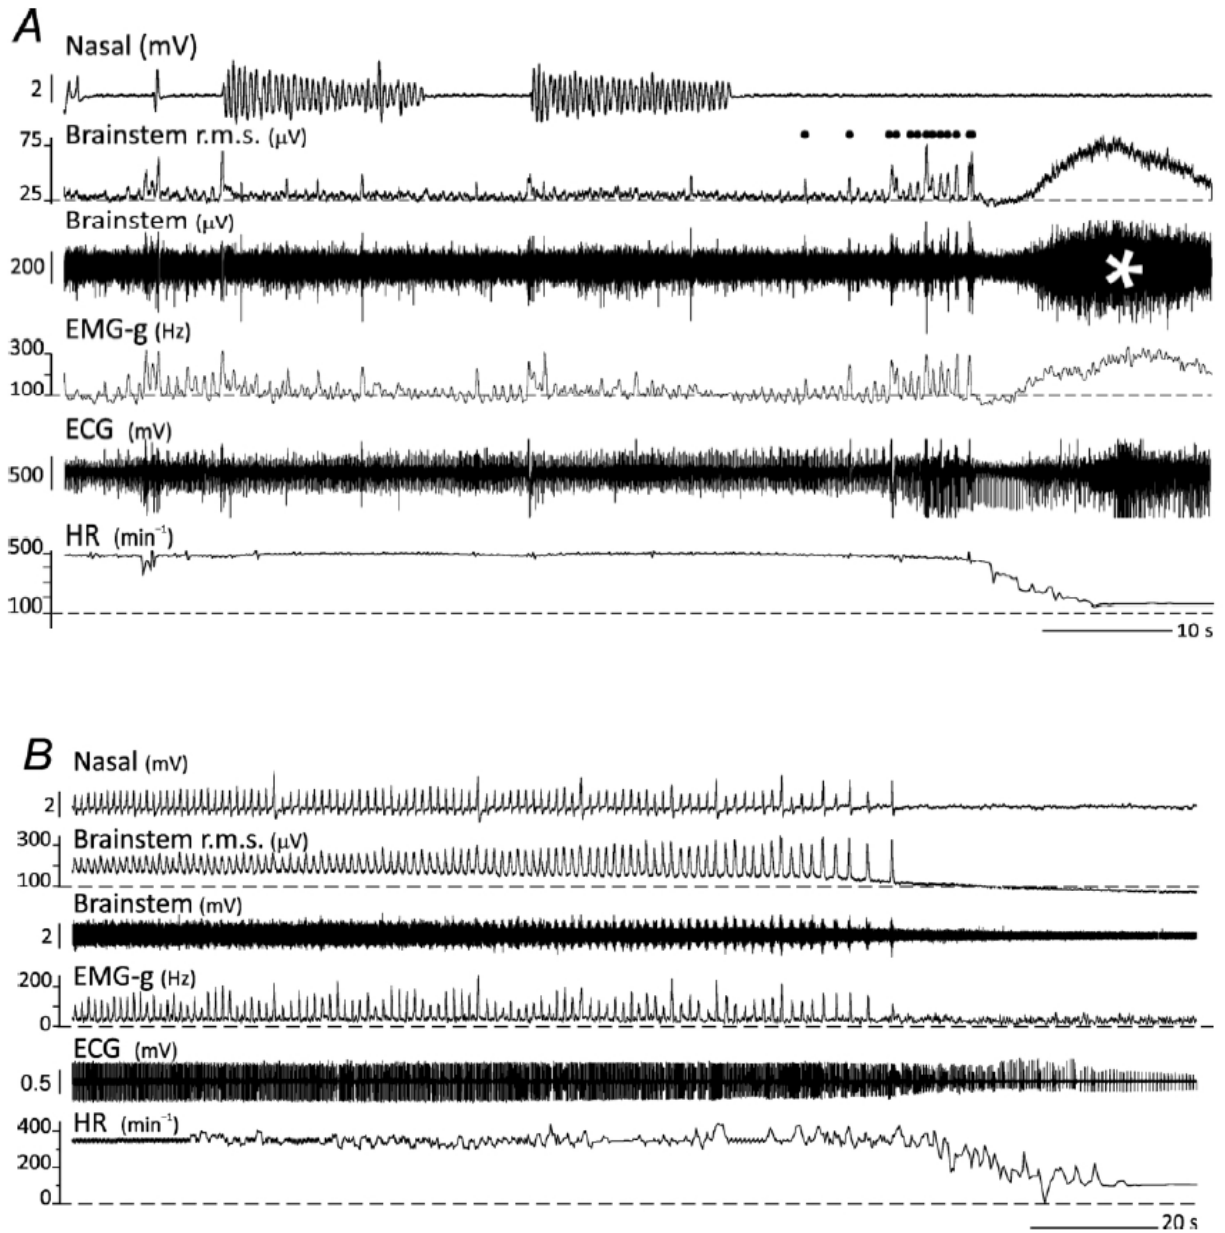 A
Nasal (mV)
2
Brainstem r.m.s. (μV)
75
25
Brainstem (μV)
200
*
EMG-g (Hz)
300
100
ECG (mV)
500
HR (min⁻¹)
500
100
10 s
B
Nasal (mV)
2
Brainstem r.m.s. (μV)
300
100
Brainstem (mV)
2
EMG-g (Hz)
200
0
ECG (mV)
0.5
HR (min⁻¹)
400
200
0
20 s